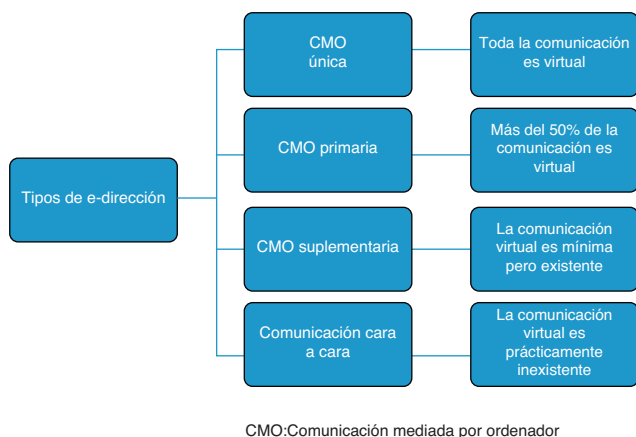 CMO
única
Toda la comunicación
es virtual
CMO primaria
Más del 50% de la
comunicación es
virtual
Tipos de e-dirección
CMO suplementaria
La comunicación
virtual es mínima
pero existente
Comunicación cara
a cara
La comunicación
virtual es
prácticamente
inexistente
CMO:Comunicación mediada por ordenador